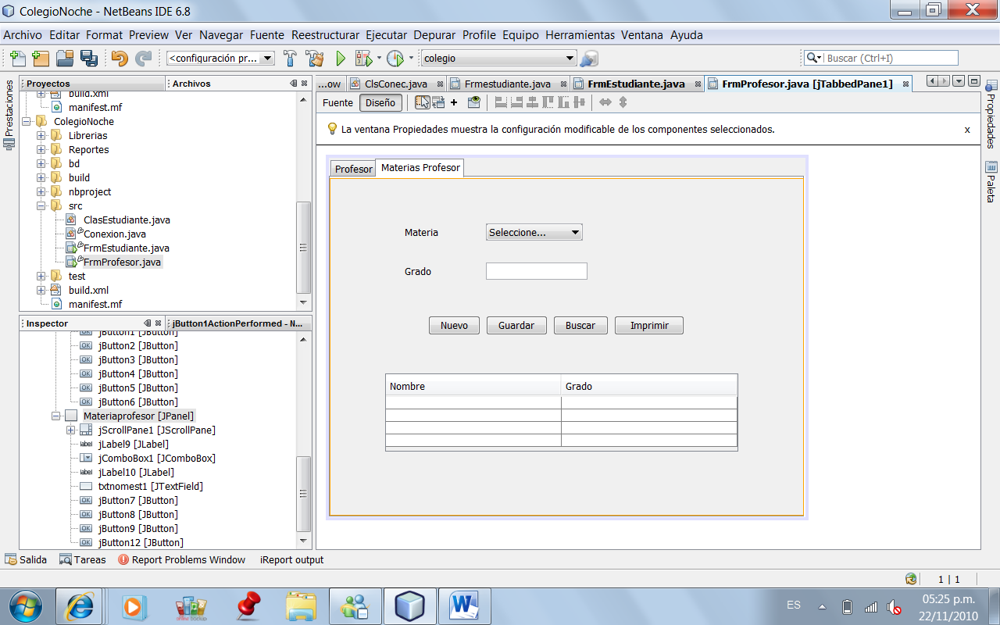 ColegioNoche - NetBeans IDE 6.8
Archivo Editar Format Preview Ver Navegar Fuente Reestructurar Ejecutar Depurar Profile Equipo Herramientas Ventana Ayuda
<configuración pr... colegio Buscar (Ctrl+I)
Prestaciones
Proyectos Archivos
build.xml
manifest.mf
ColegioNoche
Librerias
Reportes
bd
build
nbproject
src
ClasEstudiante.java
Conexion.java
FrmEstudiante.java
FrmProfesor.java
test
build.xml
manifest.mf
Inspector jButton1ActionPerformed - N...
jButton1 [JButton]
jButton2 [JButton]
jButton3 [JButton]
jButton4 [JButton]
jButton5 [JButton]
jButton6 [JButton]
Materiaprofesor [JPanel]
jScrollPane1 [JScrollPane]
jLabel9 [JLabel]
jComboBox1 [JComboBox]
jLabel10 [JLabel]
txtnomest1 [JTextField]
jButton7 [JButton]
jButton8 [JButton]
jButton9 [JButton]
jButton12 [JButton]
...ow ClsConec.java Frmestudiante.java FrmEstudiante.java FrmProfesor.java [jTabbedPane1]
Fuente Diseño
La ventana Propiedades muestra la configuración modificable de los componentes seleccionados. x
Profesor Materias Profesor
Materia Seleccione...
Grado
Nuevo Guardar Buscar Imprimir
Nombre Grado
Propiedades
Paleta
Salida Tareas Report Problems Window iReport output
1 | 1
ES 05:25 p.m.
22/11/2010